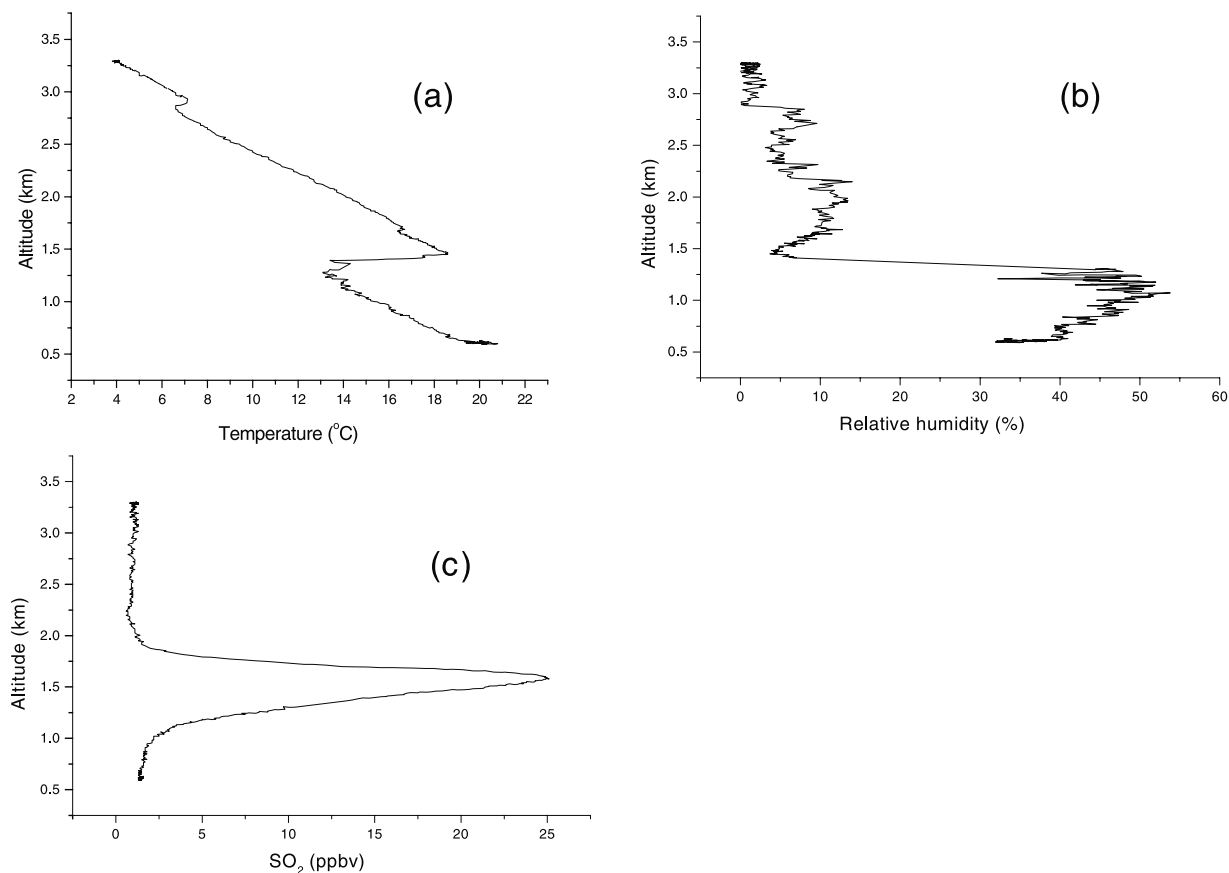 3.5
3.0
2.5
2.0
1.5
1.0
0.5
Altitude (km)
(a)
2 4 6 8 10 12 14 16 18 20 22
Temperature (°C)
3.5
3.0
2.5
2.0
1.5
1.0
0.5
Altitude (km)
(b)
0 10 20 30 40 50 60
Relative humidity (%)
3.5
3.0
2.5
2.0
1.5
1.0
0.5
Altitude (km)
(c)
0 5 10 15 20 25
SO₂ (ppbv)